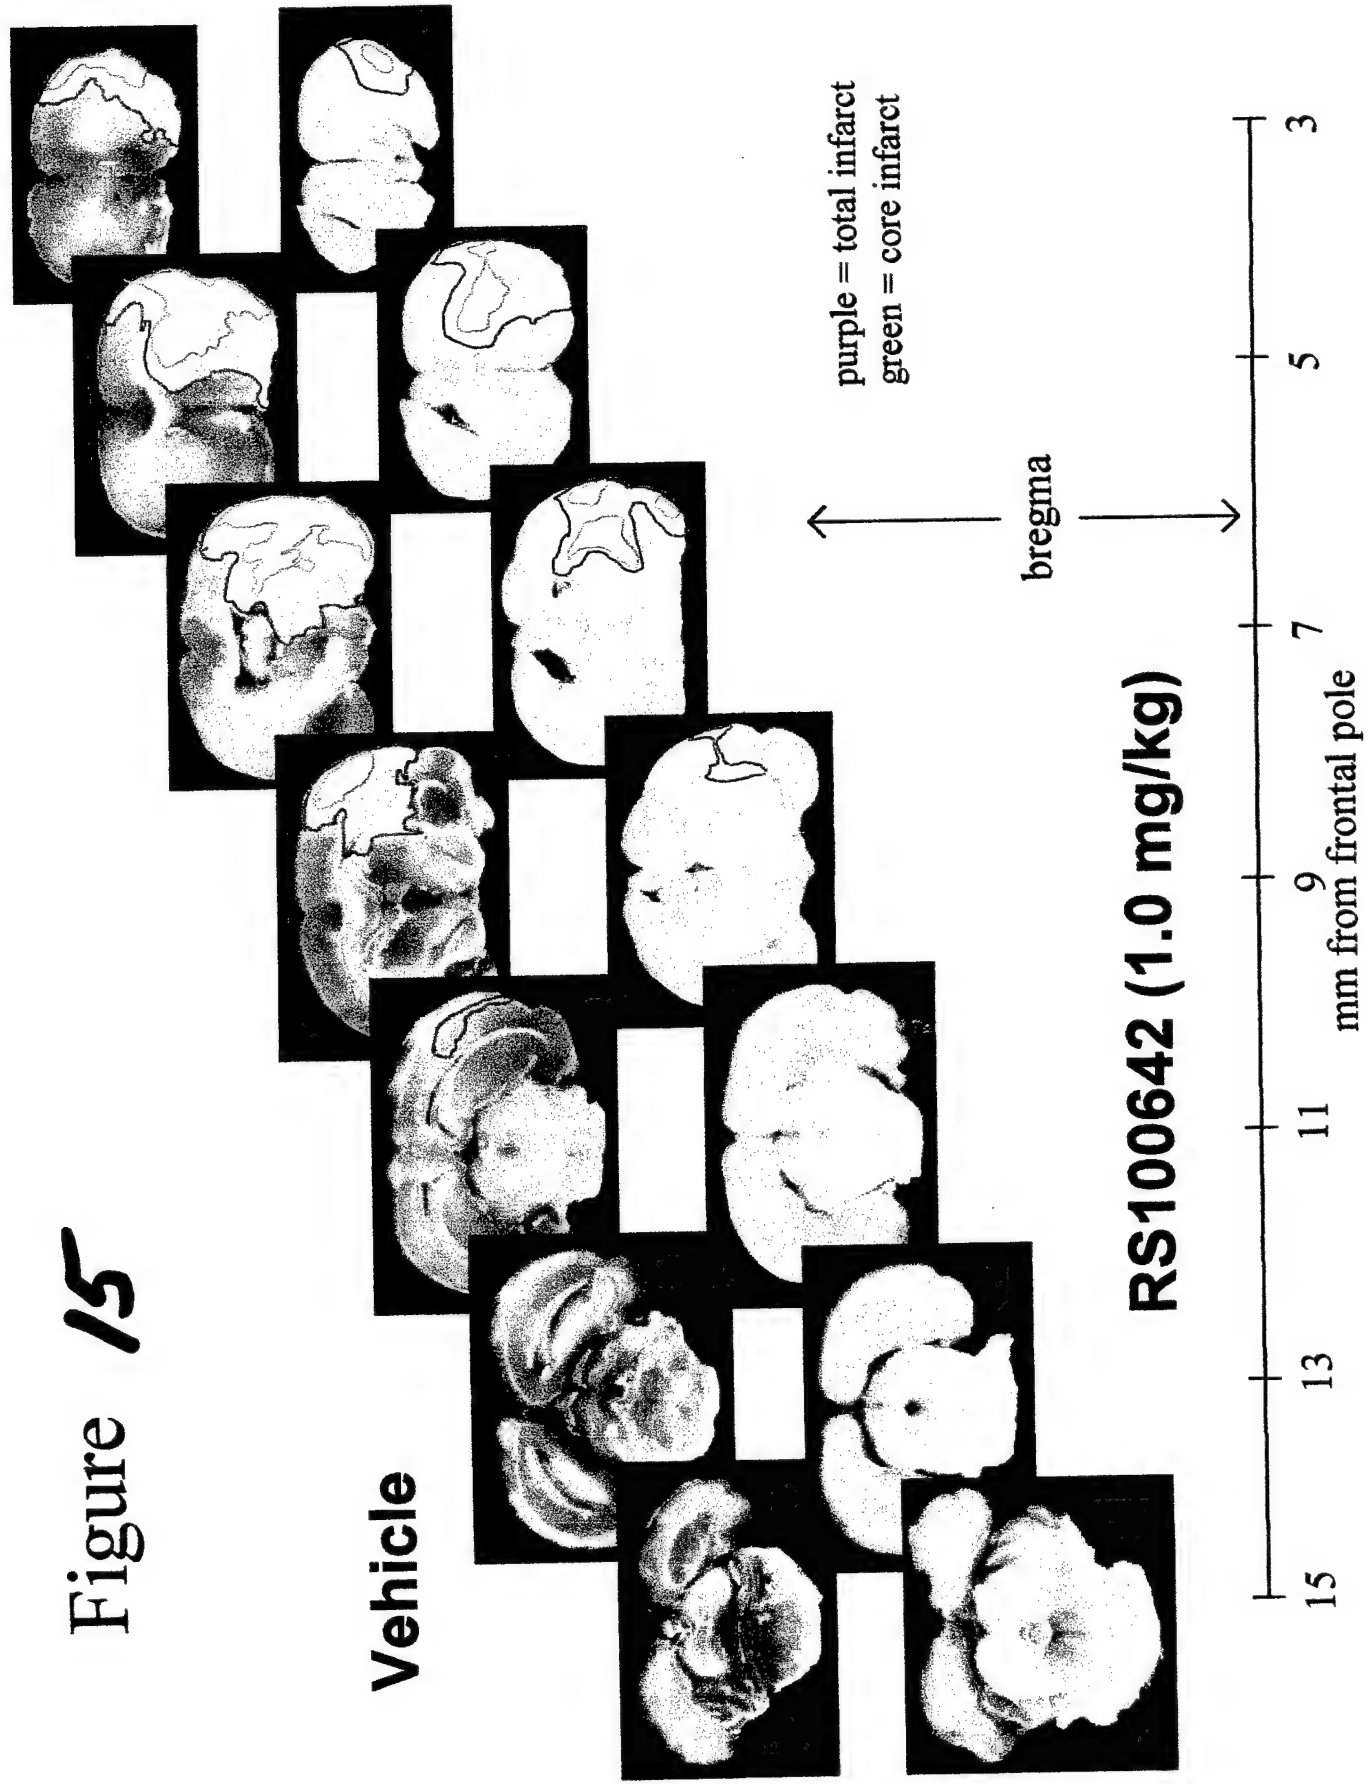 Figure 15
Vehicle
purple = total infarct
green = core infarct
bregma
RS100642 (1.0 mg/kg)
15 13 11 9 7 5 3
mm from frontal pole